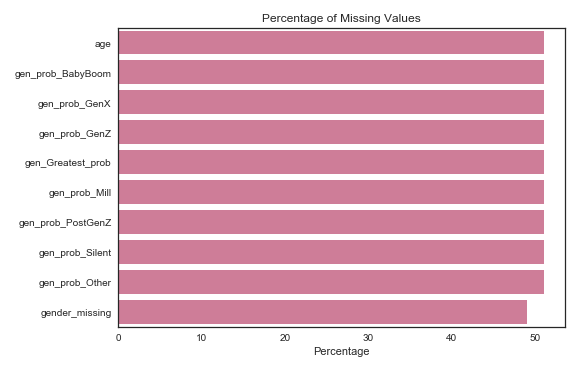 Percentage of Missing Values
age
gen_prob_BabyBoom
gen_prob_GenX
gen_prob_GenZ
gen_Greatest_prob
gen_prob_Mill
gen_prob_PostGenZ
gen_prob_Silent
gen_prob_Other
gender_missing
0 10 20 30 40 50
Percentage